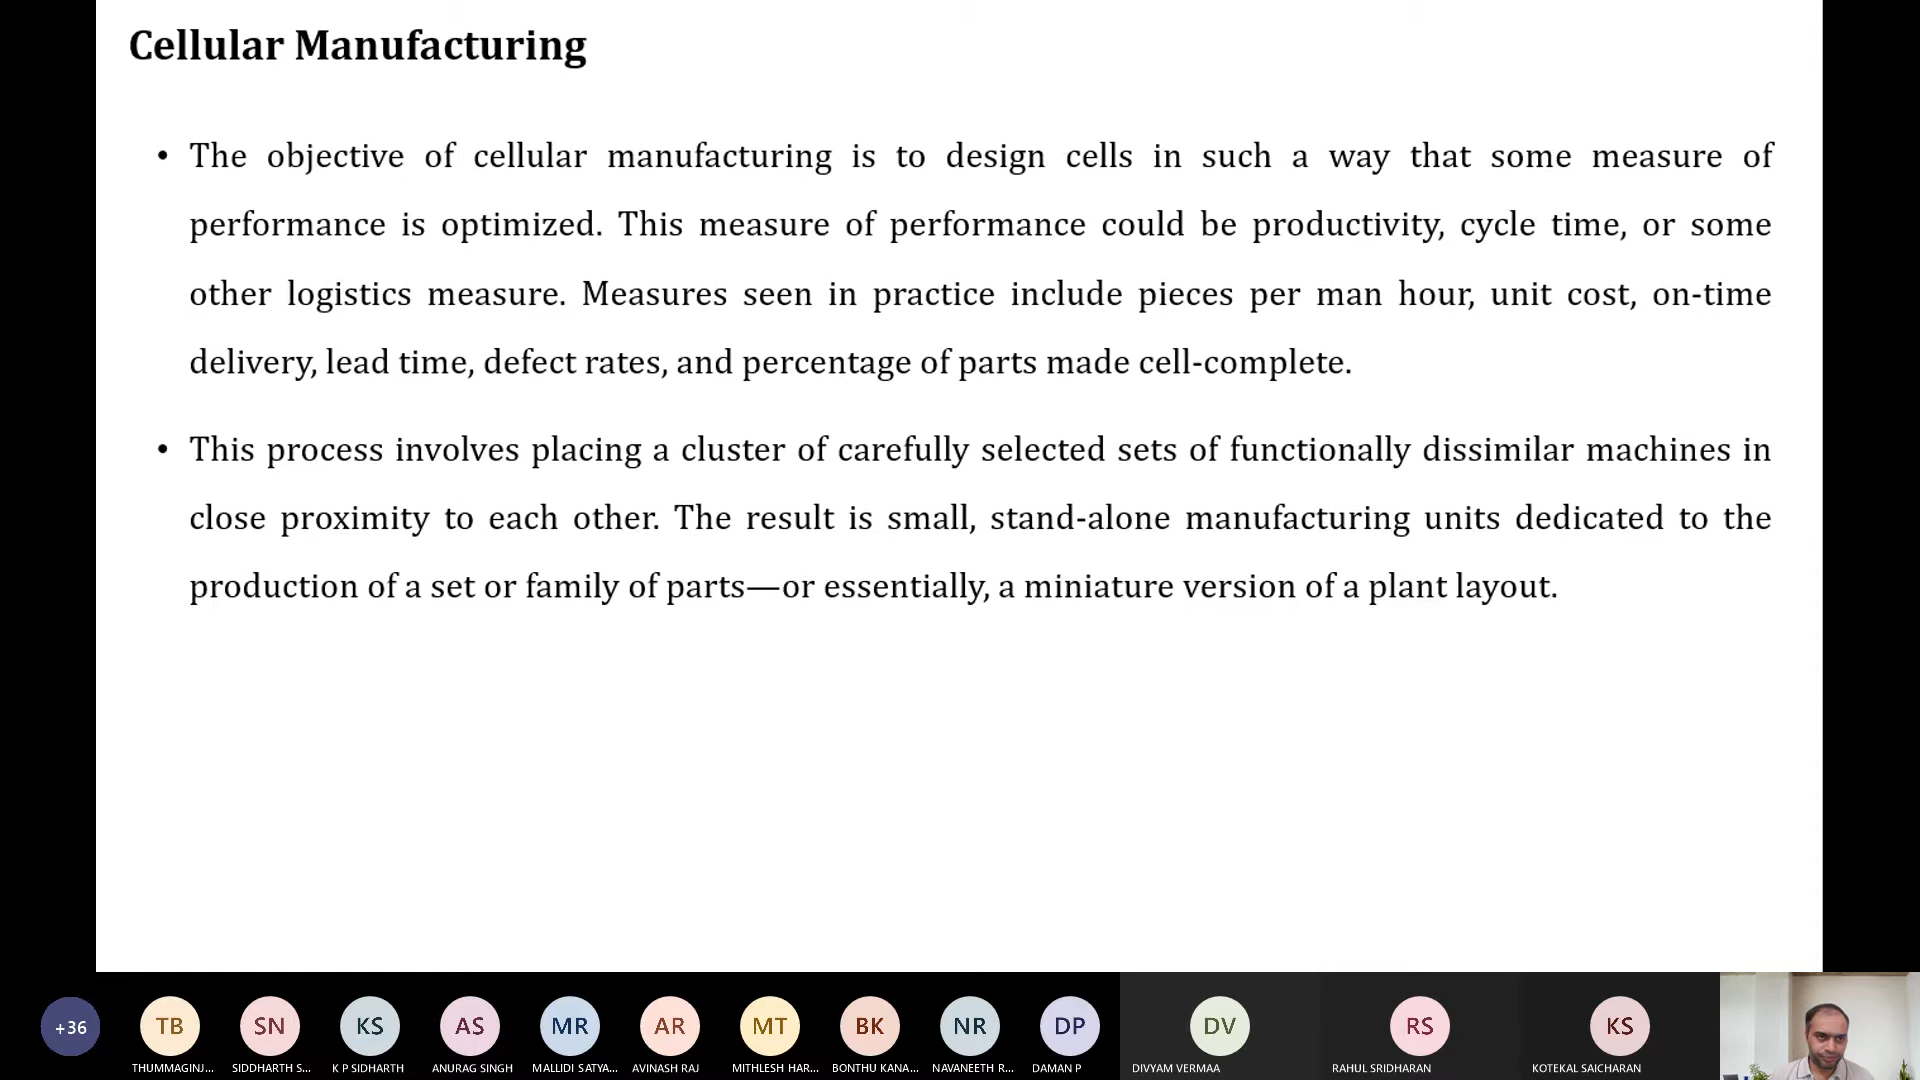 Cellular Manufacturing
• The objective of cellular manufacturing is to design cells in such a way that some measure of
performance is optimized. This measure of performance could be productivity, cycle time, or some
other logistics measure. Measures seen in practice include pieces per man hour, unit cost, on-time
delivery, lead time, defect rates, and percentage of parts made cell-complete.
• This process involves placing a cluster of carefully selected sets of functionally dissimilar machines in
close proximity to each other. The result is small, stand-alone manufacturing units dedicated to the
production of a set or family of parts—or essentially, a miniature version of a plant layout.
+36 TB SN KS AS MR AR MT BK NR DP DV RS KS
THUMMAGINJ... SIDDHARTH S... K P SIDHARTH ANURAG SINGH MALLIDI SATYA... AVINASH RAJ MITHLESH HAR... BONTHU KANA... NAVANEETH R... DAMAN P DIVYAM VERMAA RAHUL SRIDHARAN KOTEKAL SAICHARAN